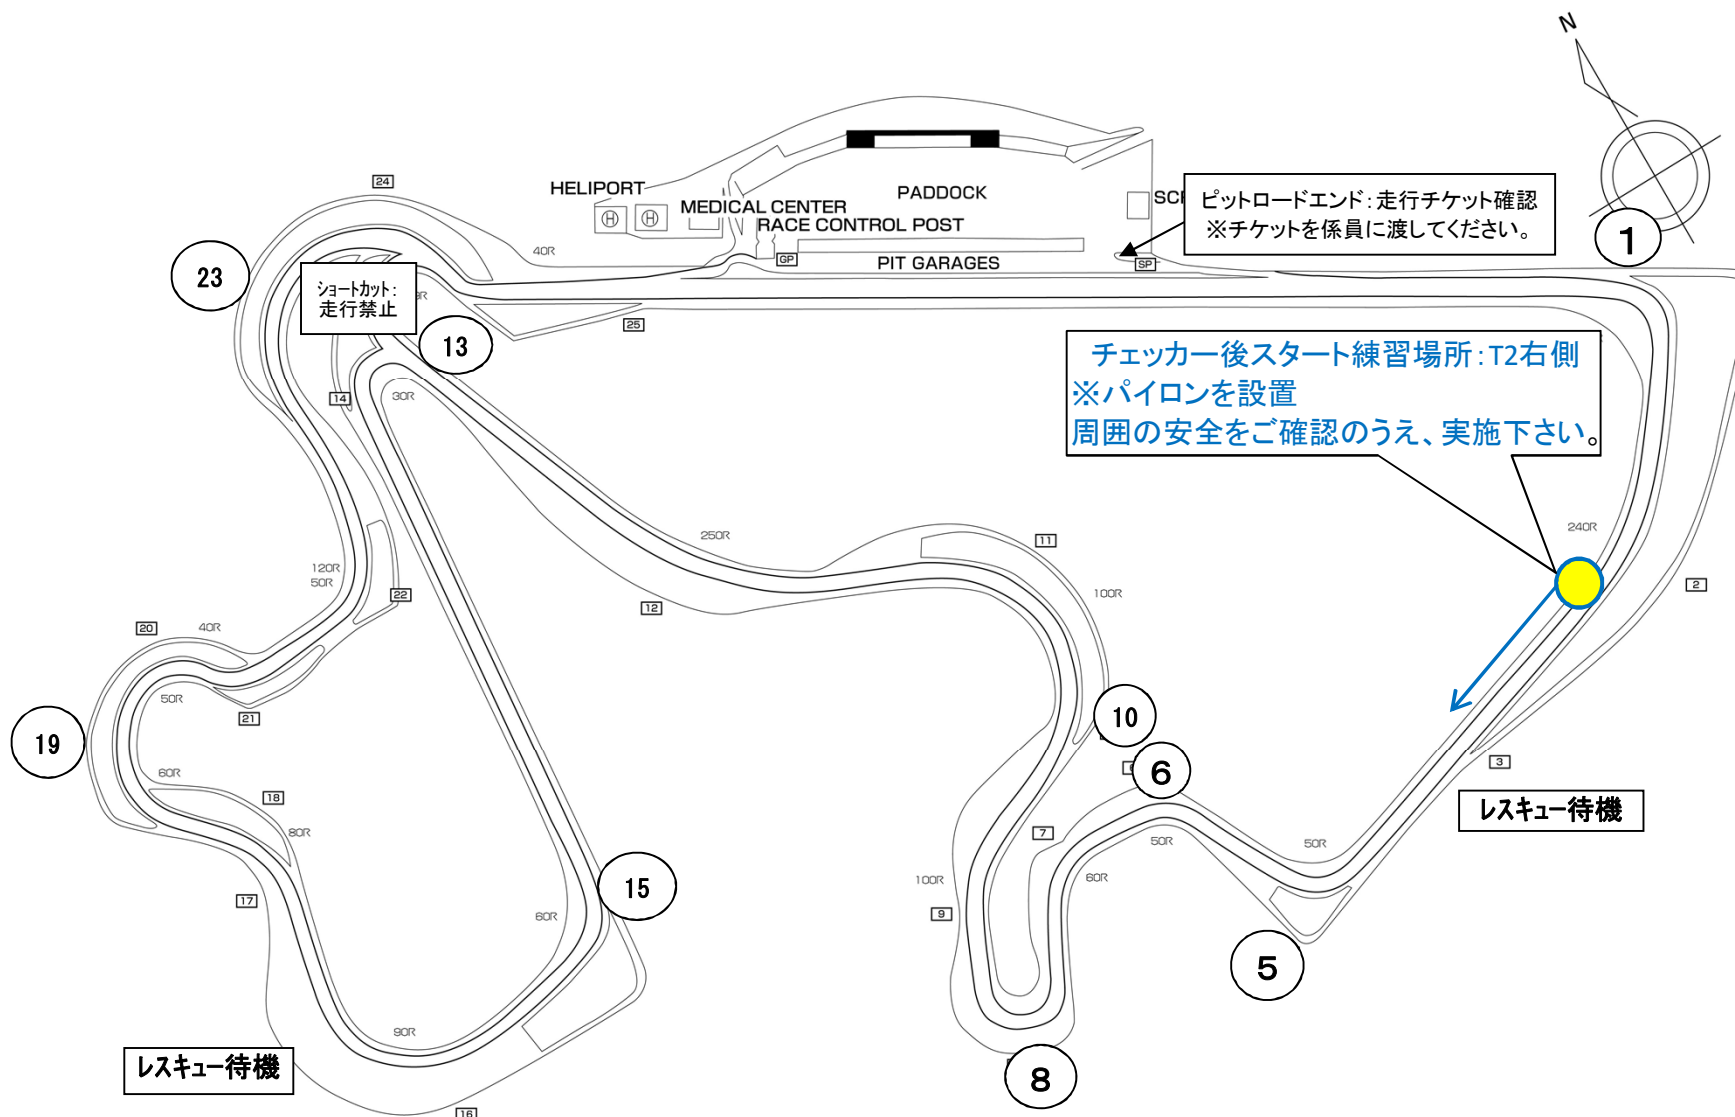 N
24
HELIPORT
H
H
MEDICAL CENTER
RACE CONTROL POST
PADDOCK
ピットロードエンド：走行チケット確認
※チケットを係員に渡してください。
1
23
40R
GP
PIT GARAGES
SP
ショートカット：
走行禁止
25
13
チェッカー後スタート練習場所：T2右側
※パイロンを設置
周囲の安全をご確認のうえ、実施下さい。
14
30R
240R
250R
11
120R
50R
22
12
100R
2
20
40R
50R
21
10
19
6
3
60R
18
レスキュー待機
80R
7
50R
50R
100R
60R
15
17
60R
9
5
90R
レスキュー待機
8
16